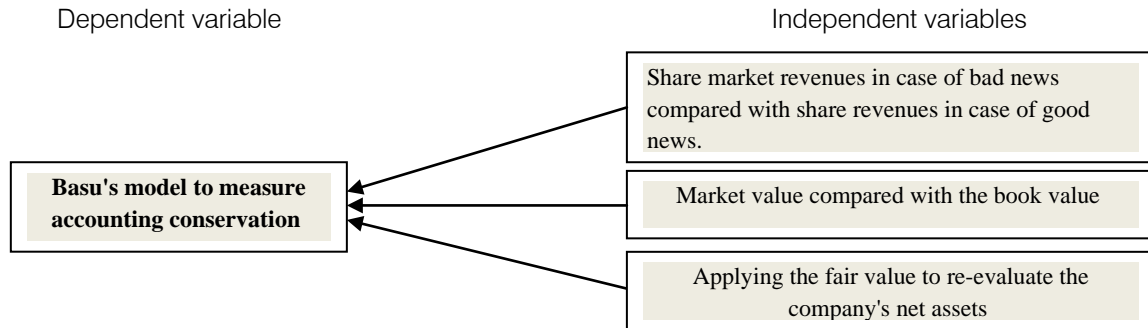 Dependent variable
Independent variables
Share market revenues in case of bad news
compared with share revenues in case of good
news.
Basu's model to measure
accounting conservation
Market value compared with the book value
Applying the fair value to re-evaluate the
company's net assets